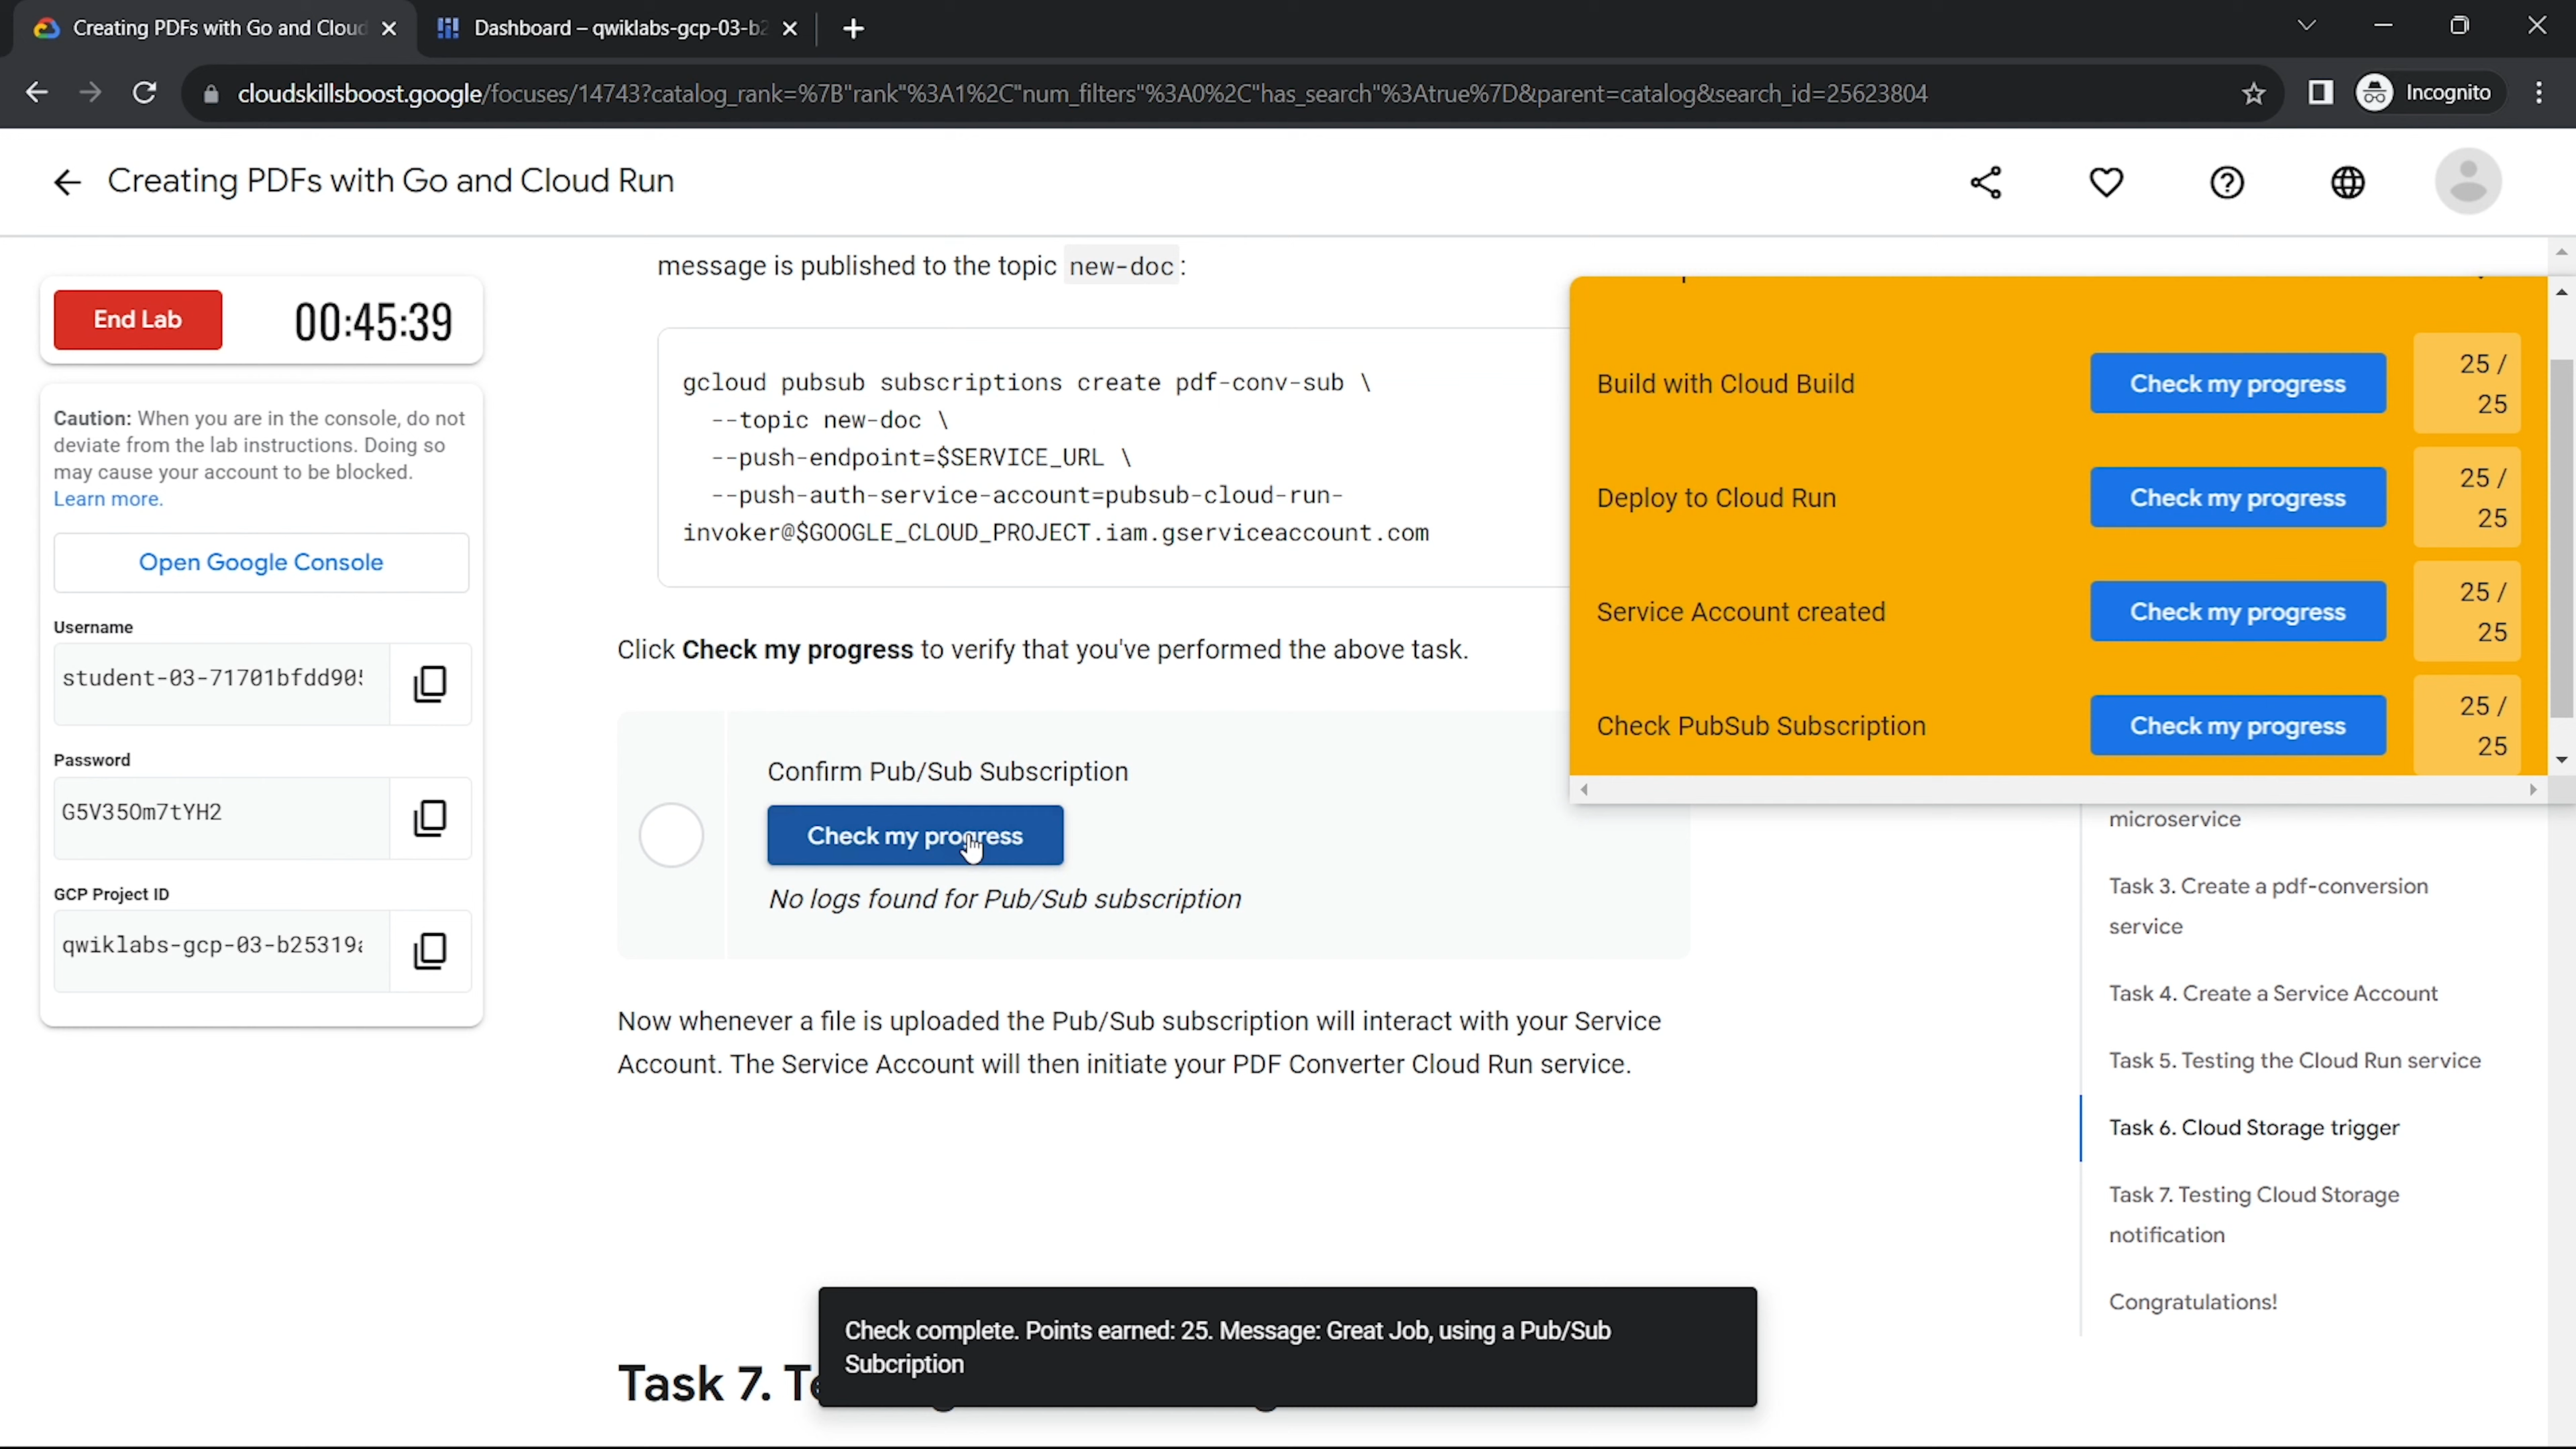 Creating PDFs with Go and Cloud
Dashboard – qwiklabs-gcp-03-b2
cloudskillsboost.google/focuses/14743?catalog_rank=%7B"rank"%3A1%2C"num_filters"%3A0%2C"has_search"%3Atrue%7D&parent=catalog&search_id=25623804
Incognito
Creating PDFs with Go and Cloud Run
End Lab
00:45:39
Caution: When you are in the console, do not
deviate from the lab instructions. Doing so
may cause your account to be blocked.
Learn more.
Open Google Console
Username
student-03-71701bfdd905
Password
G5V350m7tYH2
GCP Project ID
qwiklabs-gcp-03-b25319a
message is published to the topic new-doc:
gcloud pubsub subscriptions create pdf-conv-sub \
--topic new-doc \
--push-endpoint=$SERVICE_URL \
--push-auth-service-account=pubsub-cloud-run-
invoker@$GOOGLE_CLOUD_PROJECT.iam.gserviceaccount.com
Click Check my progress to verify that you've performed the above task.
Confirm Pub/Sub Subscription
Check my progress
No logs found for Pub/Sub subscription
Now whenever a file is uploaded the Pub/Sub subscription will interact with your Service
Account. The Service Account will then initiate your PDF Converter Cloud Run service.
Task 7. Te
Check complete. Points earned: 25. Message: Great Job, using a Pub/Sub
Subcription
Build with Cloud Build
Check my progress
25 /
25
Deploy to Cloud Run
Check my progress
25 /
25
Service Account created
Check my progress
25 /
25
Check PubSub Subscription
Check my progress
25 /
25
microservice
Task 3. Create a pdf-conversion
service
Task 4. Create a Service Account
Task 5. Testing the Cloud Run service
Task 6. Cloud Storage trigger
Task 7. Testing Cloud Storage
notification
Congratulations!